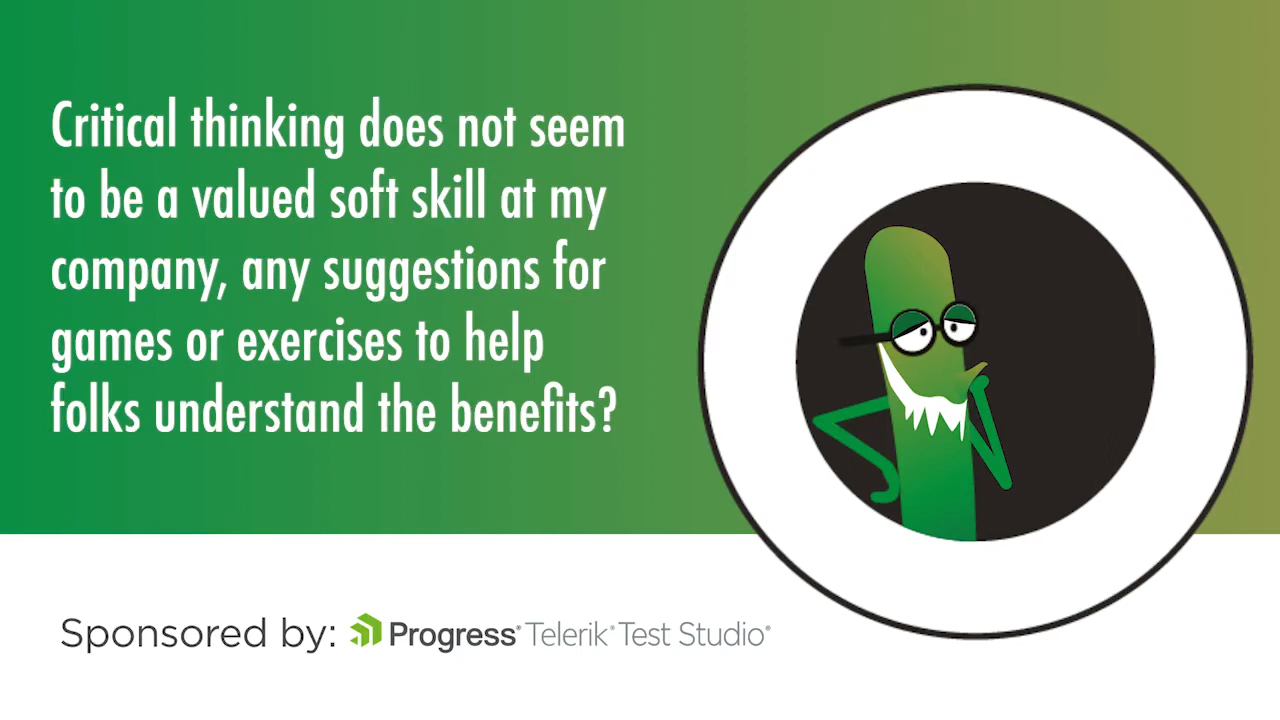 Critical thinking does not seem
to be a valued soft skill at my
company, any suggestions for
games or exercises to help
folks understand the benefits?
Sponsored by: Progress® Telerik® Test Studio®